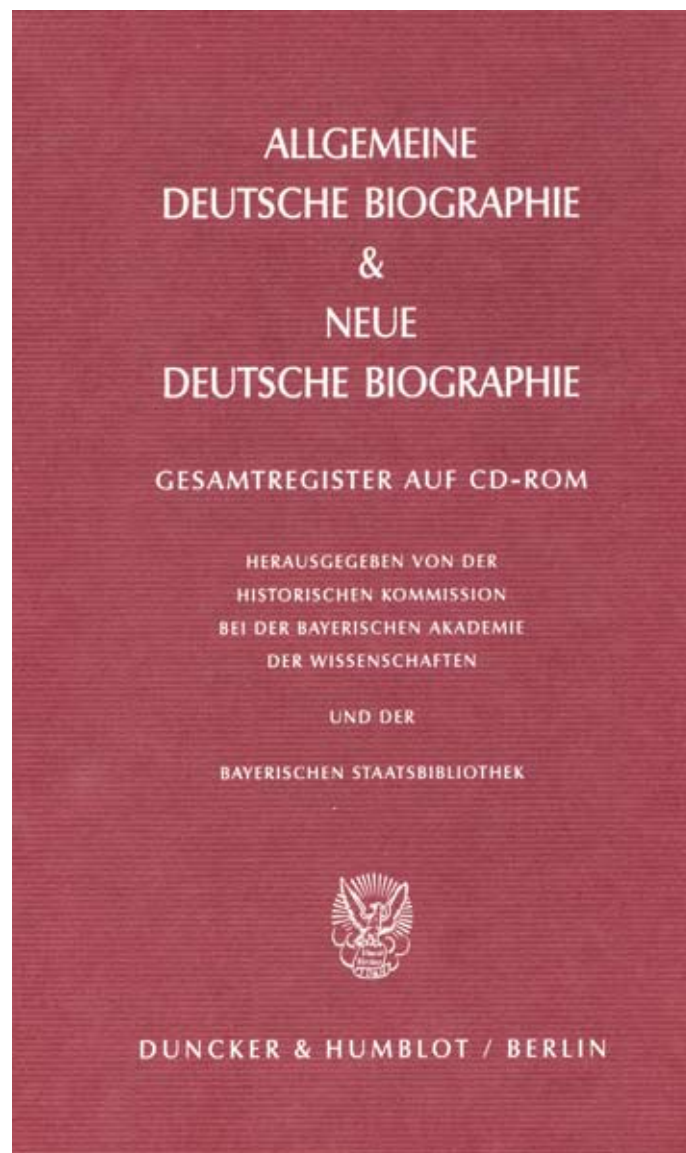 ALLGEMEINE
DEUTSCHE BIOGRAPHIE
&
NEUE
DEUTSCHE BIOGRAPHIE
GESAMTREGISTER AUF CD-ROM
HERAUSGEGEBEN VON DER
HISTORISCHEN KOMMISSION
BEI DER BAYERISCHEN AKADEMIE
DER WISSENSCHAFTEN
UND DER
BAYERISCHEN STAATSBIBLIOTHEK
DUNCKER & HUMBLOT / BERLIN